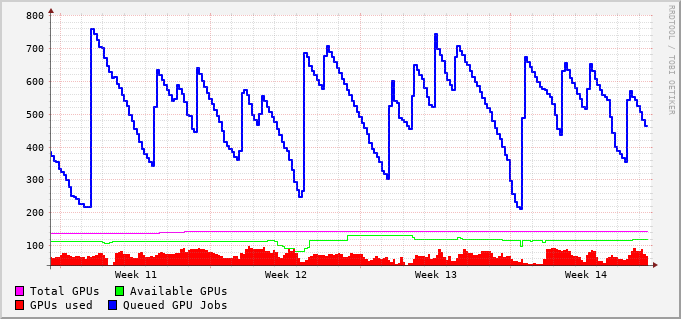 800
700
600
500
400
300
200
100
Week 11 Week 12 Week 13 Week 14
RRDTOOL / TOBI OETIKER
Total GPUs Available GPUs
GPUs used Queued GPU Jobs